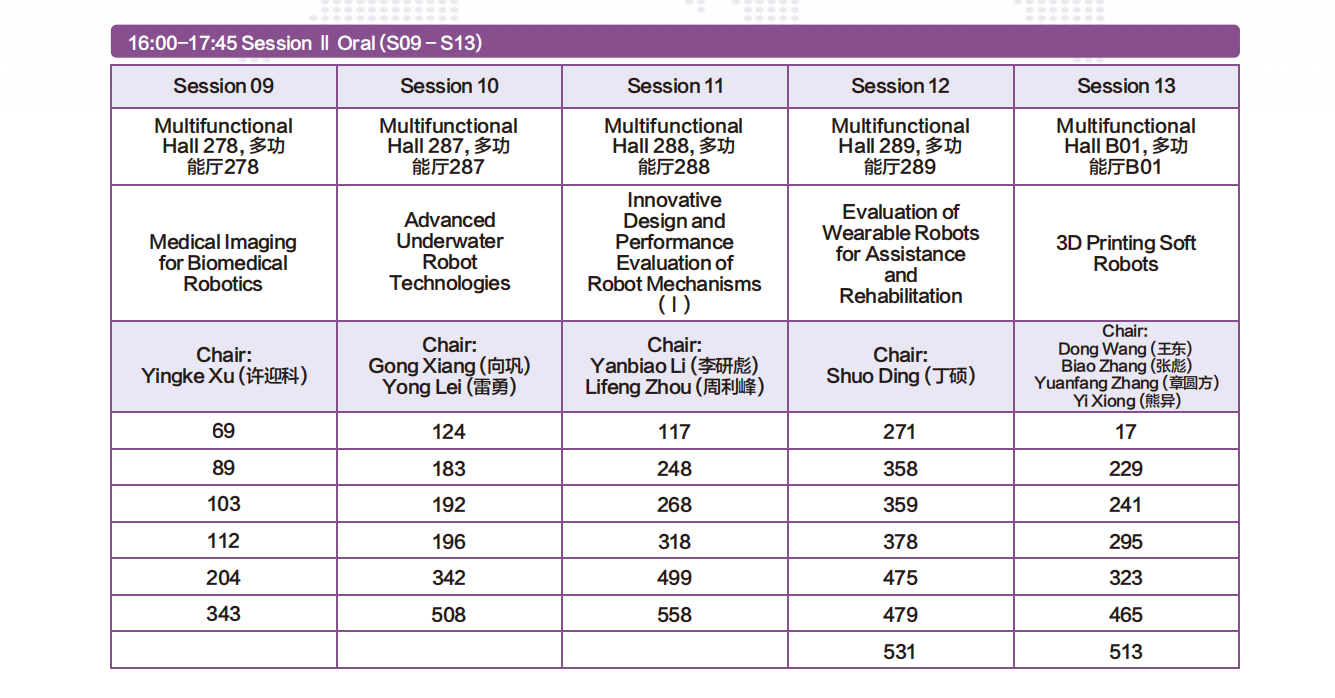 16:00-17:45 Session Ⅱ Oral (S09 – S13)
Session 09
Session 10
Session 11
Session 12
Session 13
Multifunctional
Hall 278, 多功
能厅278
Multifunctional
Hall 287, 多功
能厅287
Multifunctional
Hall 288, 多功
能厅288
Multifunctional
Hall 289, 多功
能厅289
Multifunctional
Hall B01, 多功
能厅B01
Medical Imaging
for Biomedical
Robotics
Advanced
Underwater
Robot
Technologies
Innovative
Design and
Performance
Evaluation of
Robot Mechanisms
(Ⅰ)
Evaluation of
Wearable Robots
for Assistance
and
Rehabilitation
3D Printing Soft
Robots
Chair:
Yingke Xu (许迎科)
Chair:
Gong Xiang (向巩)
Yong Lei (雷勇)
Chair:
Yanbiao Li (李研彪)
Lifeng Zhou (周利峰)
Chair:
Shuo Ding (丁硕)
Chair:
Dong Wang (王东)
Biao Zhang (张彪)
Yuanfang Zhang (章圆方)
Yi Xiong (熊异)
69 124 117 271 17
89 183 248 358 229
103 192 268 359 241
112 196 318 378 295
204 342 499 475 323
343 508 558 479 465
531 513